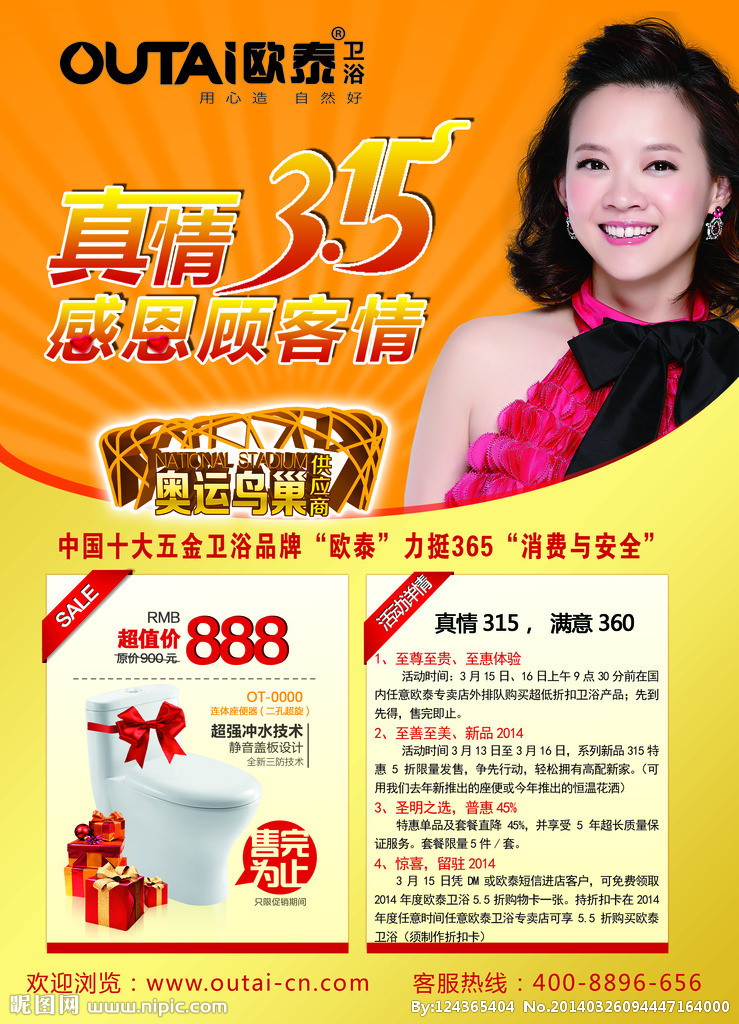 OUTAi欧泰®卫浴
用心造 自然好
真情3.15
感恩顾客情
NATIONAL STADIUM
奥运鸟巢供应商
中国十大五金卫浴品牌“欧泰”力挺365“消费与安全”
SALE
RMB
超值价888
原价900元
OT-0000
连体座便器（二孔超旋）
超强冲水技术
静音盖板设计
全新三防技术
售完为止
只限促销期间
活动详情
真情315， 满意360
1、至尊至贵、至惠体验
活动时间：3月15日、16日上午9点30分前在国
内任意欧泰专卖店外排队购买超低折扣卫浴产品；先到
先得，售完即止。
2、至善至美、新品2014
活动时间3月13日至3月16日，系列新品315特
惠5折限量发售，争先行动，轻松拥有高配新家。（可
用我们去年新推出的座便或今年推出的恒温花洒）
3、圣明之选，普惠45%
特惠单品及套餐直降45%，并享受5年超长质量保
证服务。套餐限量5件/套。
4、惊喜，留驻2014
3月15日凭DM或欧泰短信进店客户，可免费领取
2014年度欧泰卫浴5.5折购物卡一张。持折扣卡在2014
年度任意时间任意欧泰卫浴专卖店可享5.5折购买欧泰
卫浴（须制作折扣卡）
欢迎浏览：www.outai-cn.com 客服热线：400-8896-656
昵图网 www.nipic.com By:124365404 No.20140326094447164000